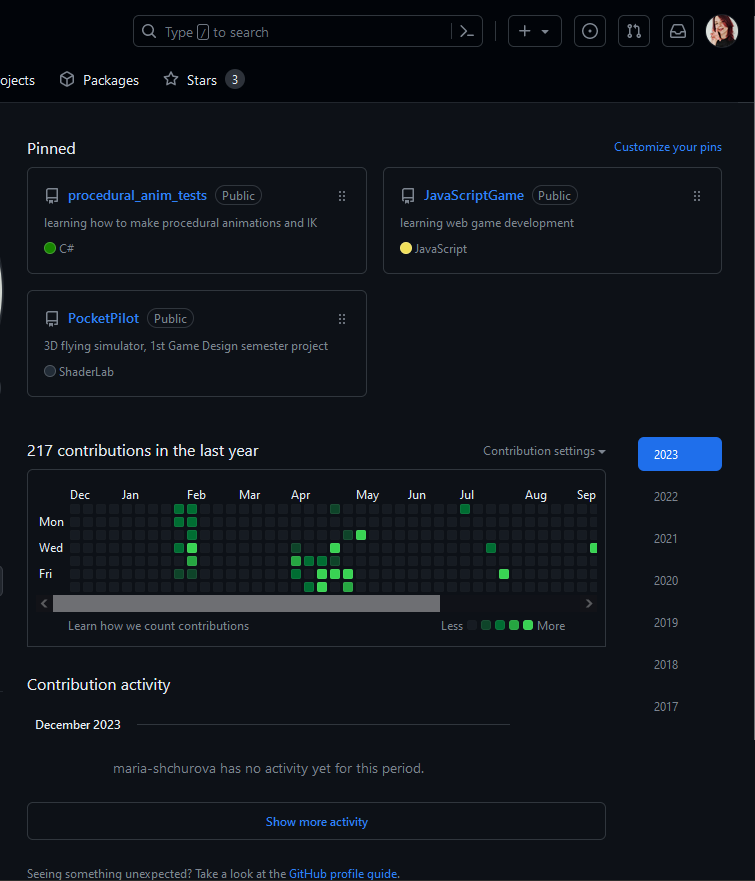 Type / to search
ojects Packages Stars 3
Pinned Customize your pins
procedural_anim_tests Public
learning how to make procedural animations and IK
C#
JavaScriptGame Public
learning web game development
JavaScript
PocketPilot Public
3D flying simulator, 1st Game Design semester project
ShaderLab
217 contributions in the last year Contribution settings
Dec Jan Feb Mar Apr May Jun Jul Aug Sep
Mon
Wed
Fri
Learn how we count contributions Less More
2023
2022
2021
2020
2019
2018
2017
Contribution activity
December 2023
maria-shchurova has no activity yet for this period.
Show more activity
Seeing something unexpected? Take a look at the GitHub profile guide.